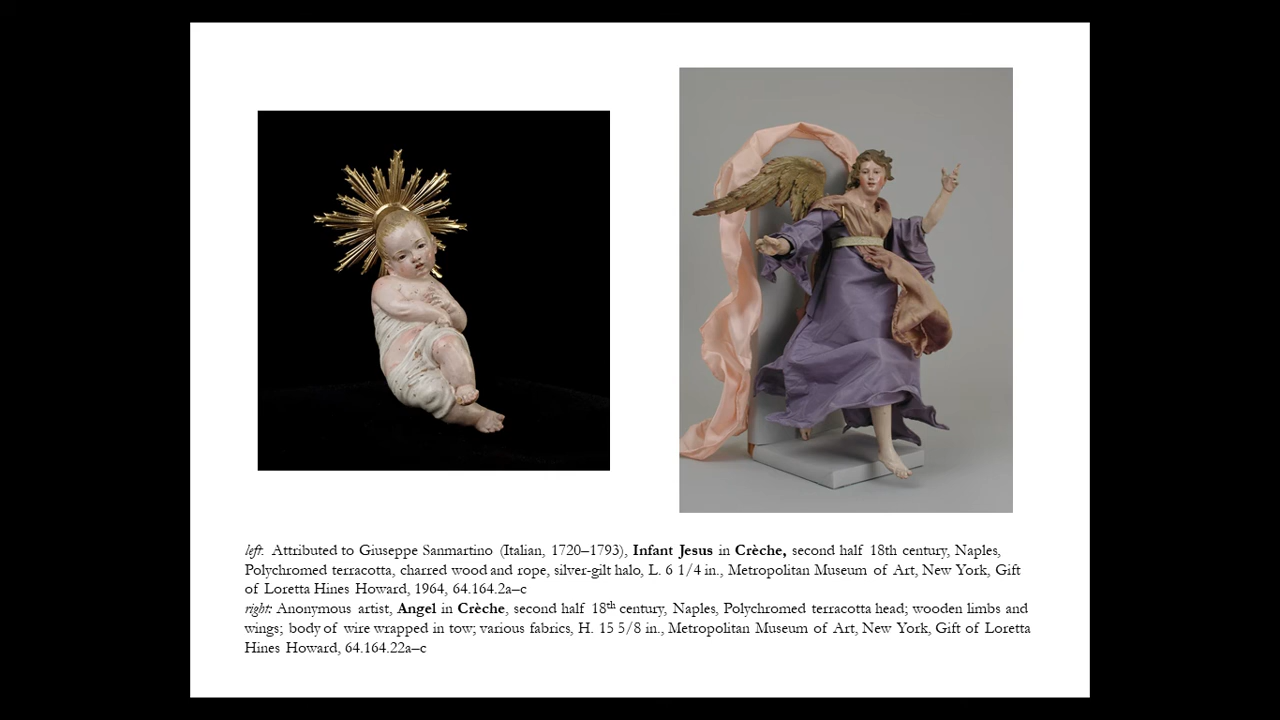 left: Attributed to Giuseppe Sanmartino (Italian, 1720–1793), Infant Jesus in Crèche, second half 18th century, Naples,
Polychromed terracotta, charred wood and rope, silver-gilt halo, L. 6 1/4 in., Metropolitan Museum of Art, New York, Gift
of Loretta Hines Howard, 1964, 64.164.2a–c
right: Anonymous artist, Angel in Crèche, second half 18th century, Naples, Polychromed terracotta head; wooden limbs and
wings; body of wire wrapped in tow; various fabrics, H. 15 5/8 in., Metropolitan Museum of Art, New York, Gift of Loretta
Hines Howard, 64.164.22a–c